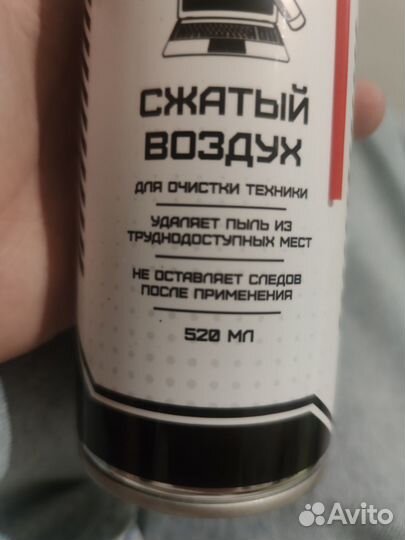 СЖАТЫЙ
ВОЗДУХ
ДЛЯ ОЧИСТКИ ТЕХНИКИ
УДАЛЯЕТ ПЫЛЬ ИЗ
ТРУДНОДОСТУПНЫХ МЕСТ
НЕ ОСТАВЛЯЕТ СЛЕДОВ
ПОСЛЕ ПРИМЕНЕНИЯ
520 МЛ
Avito